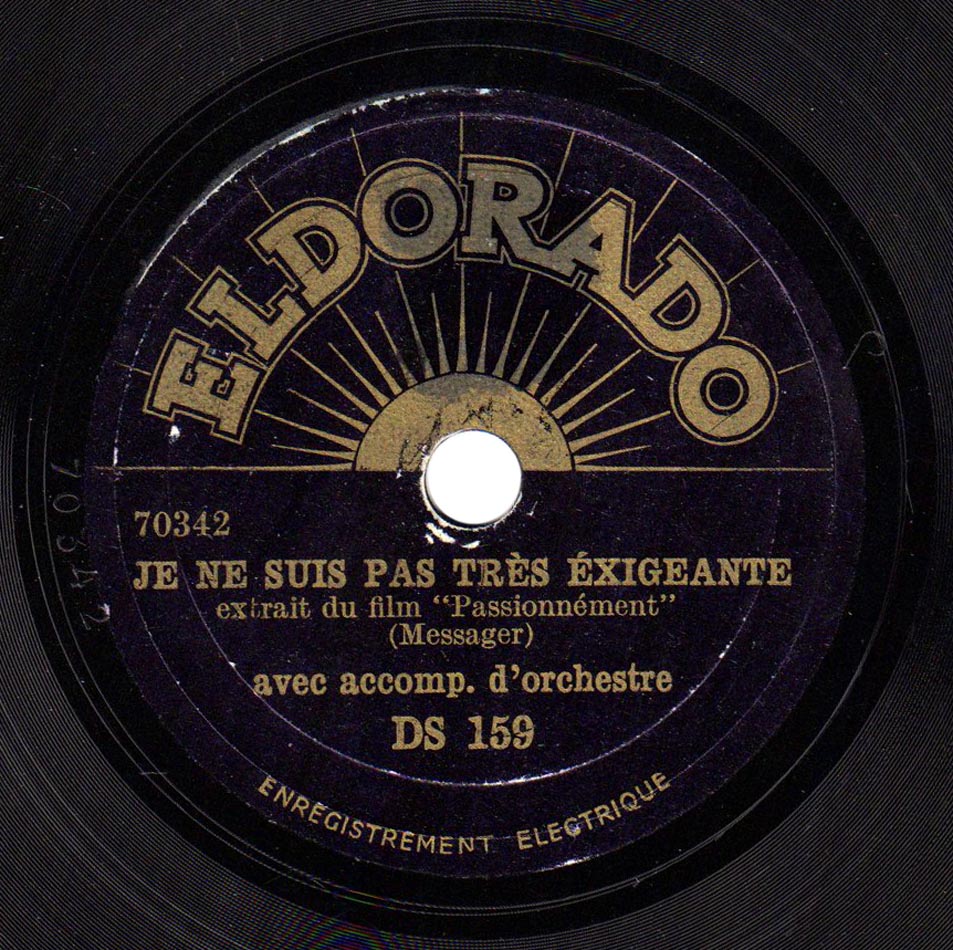 ELDORADO
70342
70342
JE NE SUIS PAS TRÈS ÉXIGEANTE
extrait du film “Passionnément”
(Messager)
avec accomp. d’orchestre
DS 159
ENREGISTREMENT ELECTRIQUE